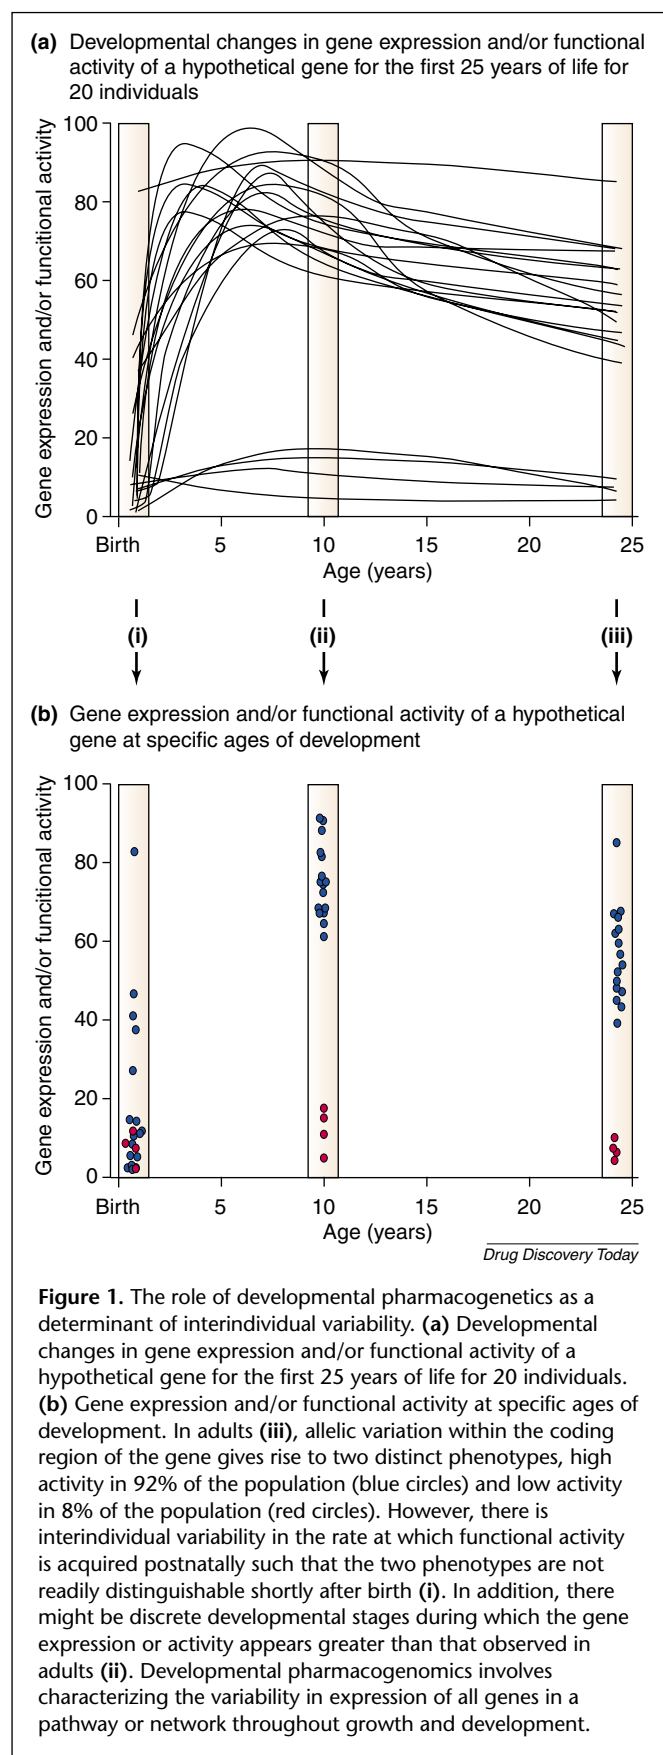 (a) Developmental changes in gene expression and/or functional
activity of a hypothetical gene for the first 25 years of life for
20 individuals
Gene expression and/or funcitional activity
100
80
60
40
20
0
Birth 5 10 15 20 25
Age (years)
(i) (ii) (iii)
(b) Gene expression and/or functional activity of a hypothetical
gene at specific ages of development
Gene expression and/or funcitional activity
100
80
60
40
20
0
Birth 5 10 15 20 25
Age (years)
Drug Discovery Today
Figure 1. The role of developmental pharmacogenetics as a
determinant of interindividual variability. (a) Developmental
changes in gene expression and/or functional activity of a
hypothetical gene for the first 25 years of life for 20 individuals.
(b) Gene expression and/or functional activity at specific ages of
development. In adults (iii), allelic variation within the coding
region of the gene gives rise to two distinct phenotypes, high
activity in 92% of the population (blue circles) and low activity
in 8% of the population (red circles). However, there is
interindividual variability in the rate at which functional activity
is acquired postnatally such that the two phenotypes are not
readily distinguishable shortly after birth (i). In addition, there
might be discrete developmental stages during which the gene
expression or activity appears greater than that observed in
adults (ii). Developmental pharmacogenomics involves
characterizing the variability in expression of all genes in a
pathway or network throughout growth and development.